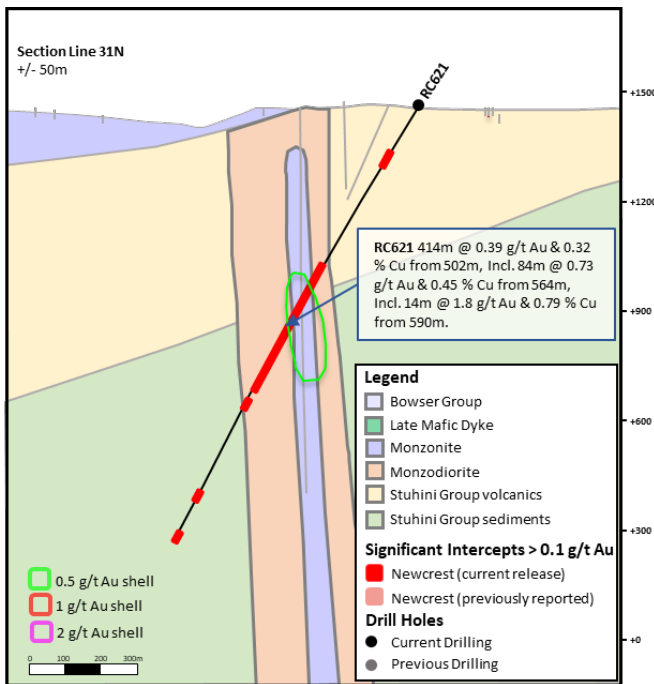 Section Line 31N
+/- 50m
RC621
+1500
+1200
RC621 414m @ 0.39 g/t Au & 0.32
% Cu from 502m, Incl. 84m @ 0.73
g/t Au & 0.45 % Cu from 564m,
Incl. 14m @ 1.8 g/t Au & 0.79 % Cu
from 590m.
+900
+600
+300
+0
Legend
Bowser Group
Late Mafic Dyke
Monzonite
Monzodiorite
Stuhini Group volcanics
Stuhini Group sediments
Significant Intercepts > 0.1 g/t Au
Newcrest (current release)
Newcrest (previously reported)
Drill Holes
Current Drilling
Previous Drilling
0.5 g/t Au shell
1 g/t Au shell
2 g/t Au shell
0 100 200 300m